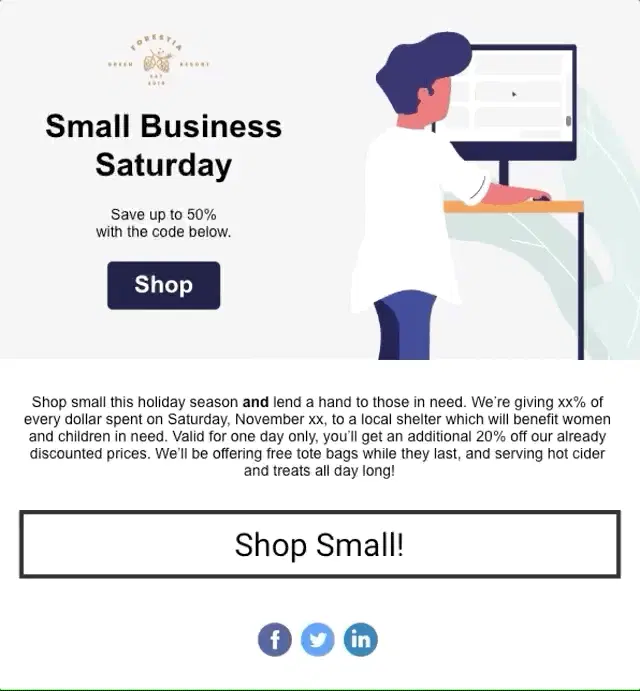 FORESTIA
GREEN RESORT
EST
2019
Small Business
Saturday
Save up to 50%
with the code below.
Shop
Shop small this holiday season and lend a hand to those in need. We’re giving xx% of
every dollar spent on Saturday, November xx, to a local shelter which will benefit women
and children in need. Valid for one day only, you’ll get an additional 20% off our already
discounted prices. We’ll be offering free tote bags while they last, and serving hot cider
and treats all day long!
Shop Small!
f
in